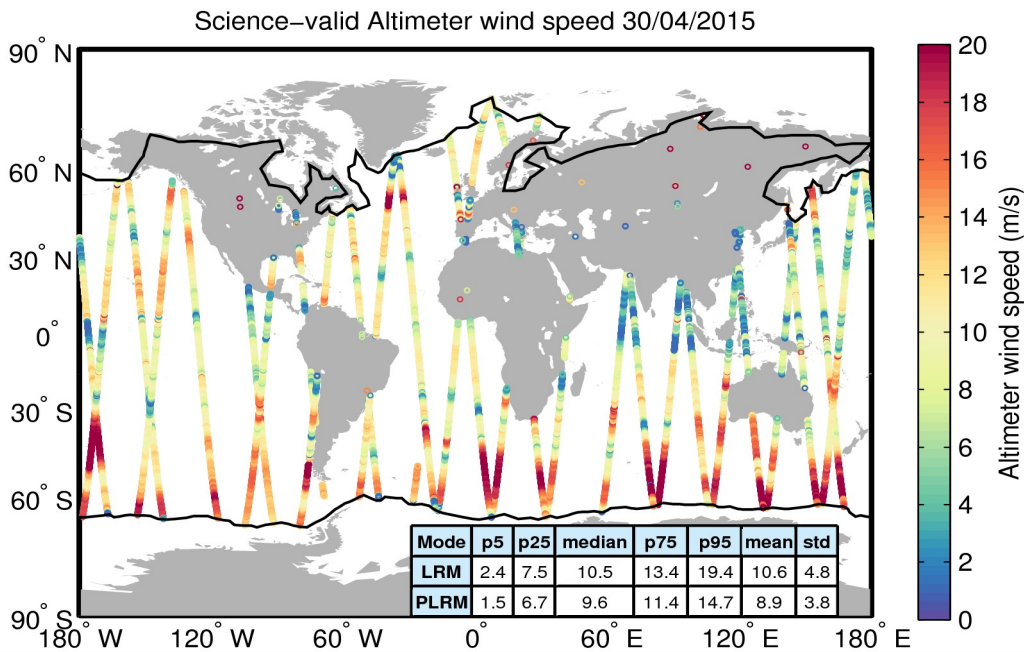 Science−valid Altimeter wind speed 30/04/2015
90° N
60° N
30° N
0°
30° S
60° S
90° S
180° W
120° W
60° W
0°
60° E
120° E
180° E
Mode p5 p25 median p75 p95 mean std
LRM 2.4 7.5 10.5 13.4 19.4 10.6 4.8
PLRM 1.5 6.7 9.6 11.4 14.7 8.9 3.8
20
18
16
14
12
10
8
6
4
2
0
Altimeter wind speed (m/s)